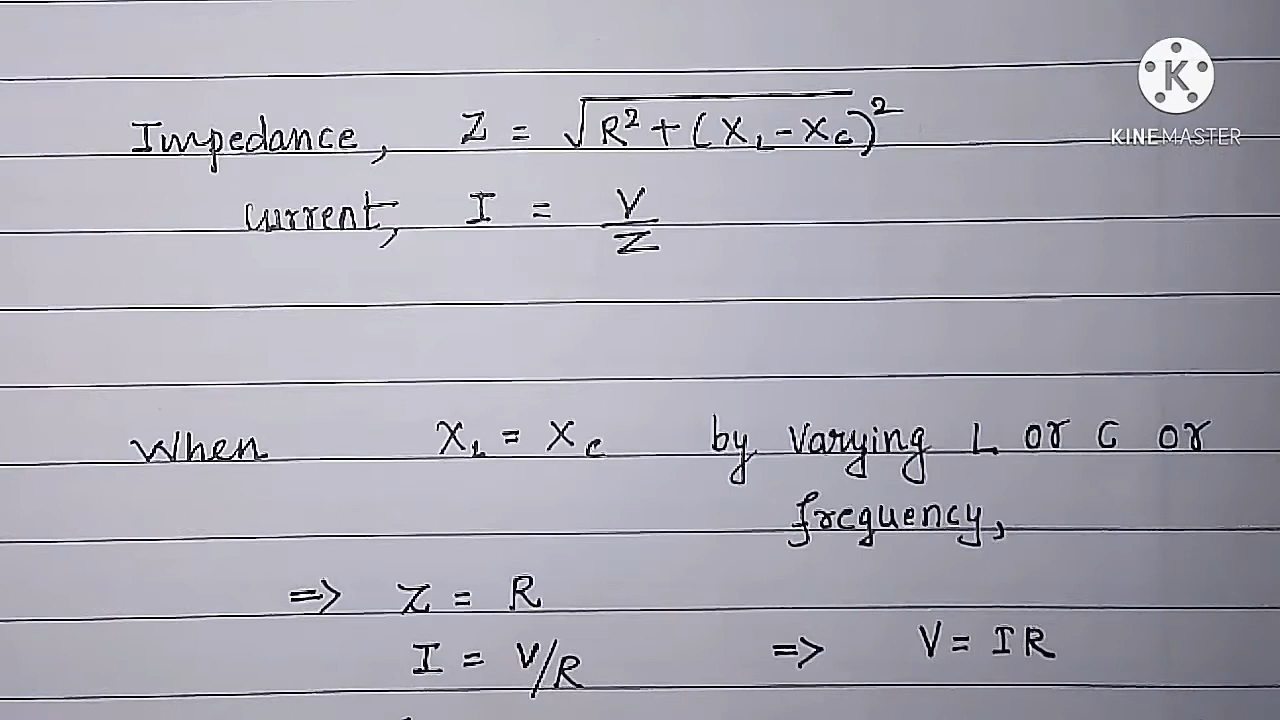 Impedance, Z = √R² + (X_L - X_C)²
current, I = V/Z
When X_L = X_C by varying L or C or
frequency,
=> Z = R
I = V/R => V = IR
K
KINEMASTER